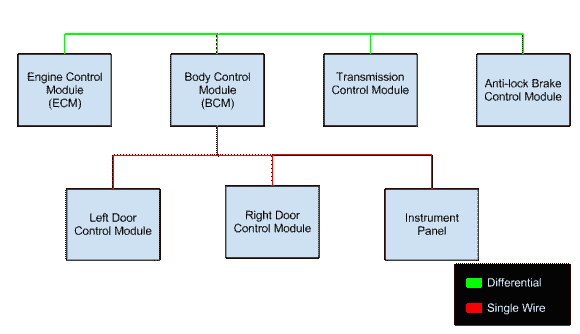 Engine Control
Module
(ECM)
Body Control
Module
(BCM)
Transmission
Control Module
Anti-lock Brake
Control Module
Left Door
Control Module
Right Door
Control Module
Instrument
Panel
Differential
Single Wire